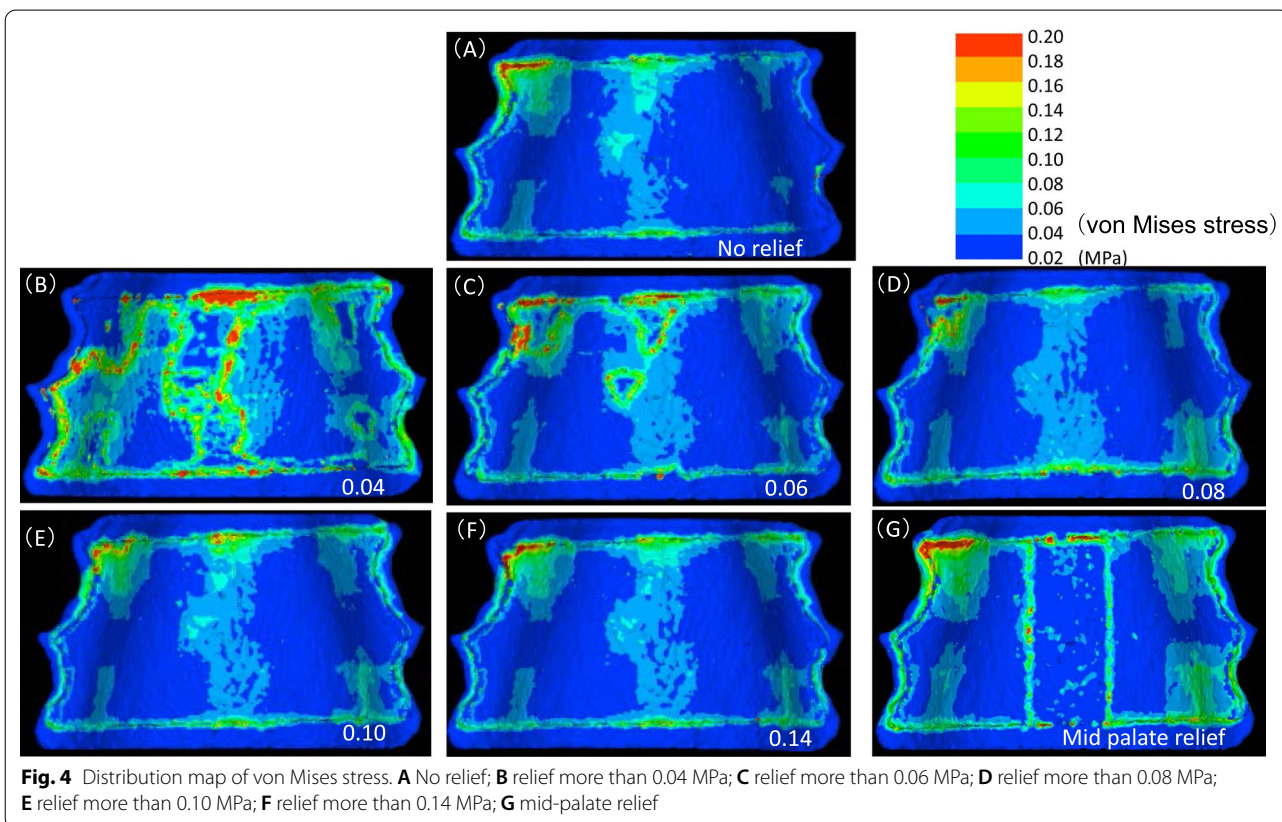 (A)
No relief
0.20
0.18
0.16
0.14
0.12
0.10
0.08
0.06
0.04
0.02
(von Mises stress)
(MPa)
(B)
0.04
(C)
0.06
(D)
0.08
(E)
0.10
(F)
0.14
(G)
Mid palate relief
Fig. 4 Distribution map of von Mises stress. A No relief; B relief more than 0.04 MPa; C relief more than 0.06 MPa; D relief more than 0.08 MPa;
E relief more than 0.10 MPa; F relief more than 0.14 MPa; G mid-palate relief